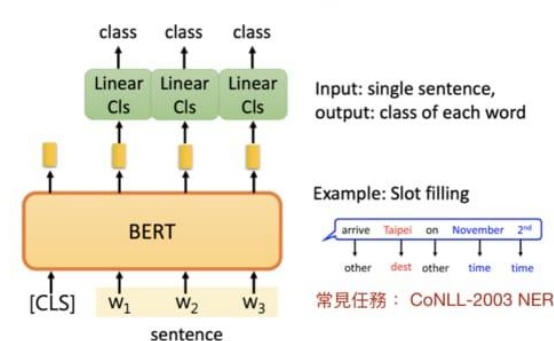 class class class
Linear Cls Linear Cls Linear Cls
Input: single sentence,
output: class of each word
BERT
Example: Slot filling
arrive Taipei on November 2nd
other dest other time time
[CLS] w1 w2 w3
sentence
常見任務： CoNLL-2003 NER